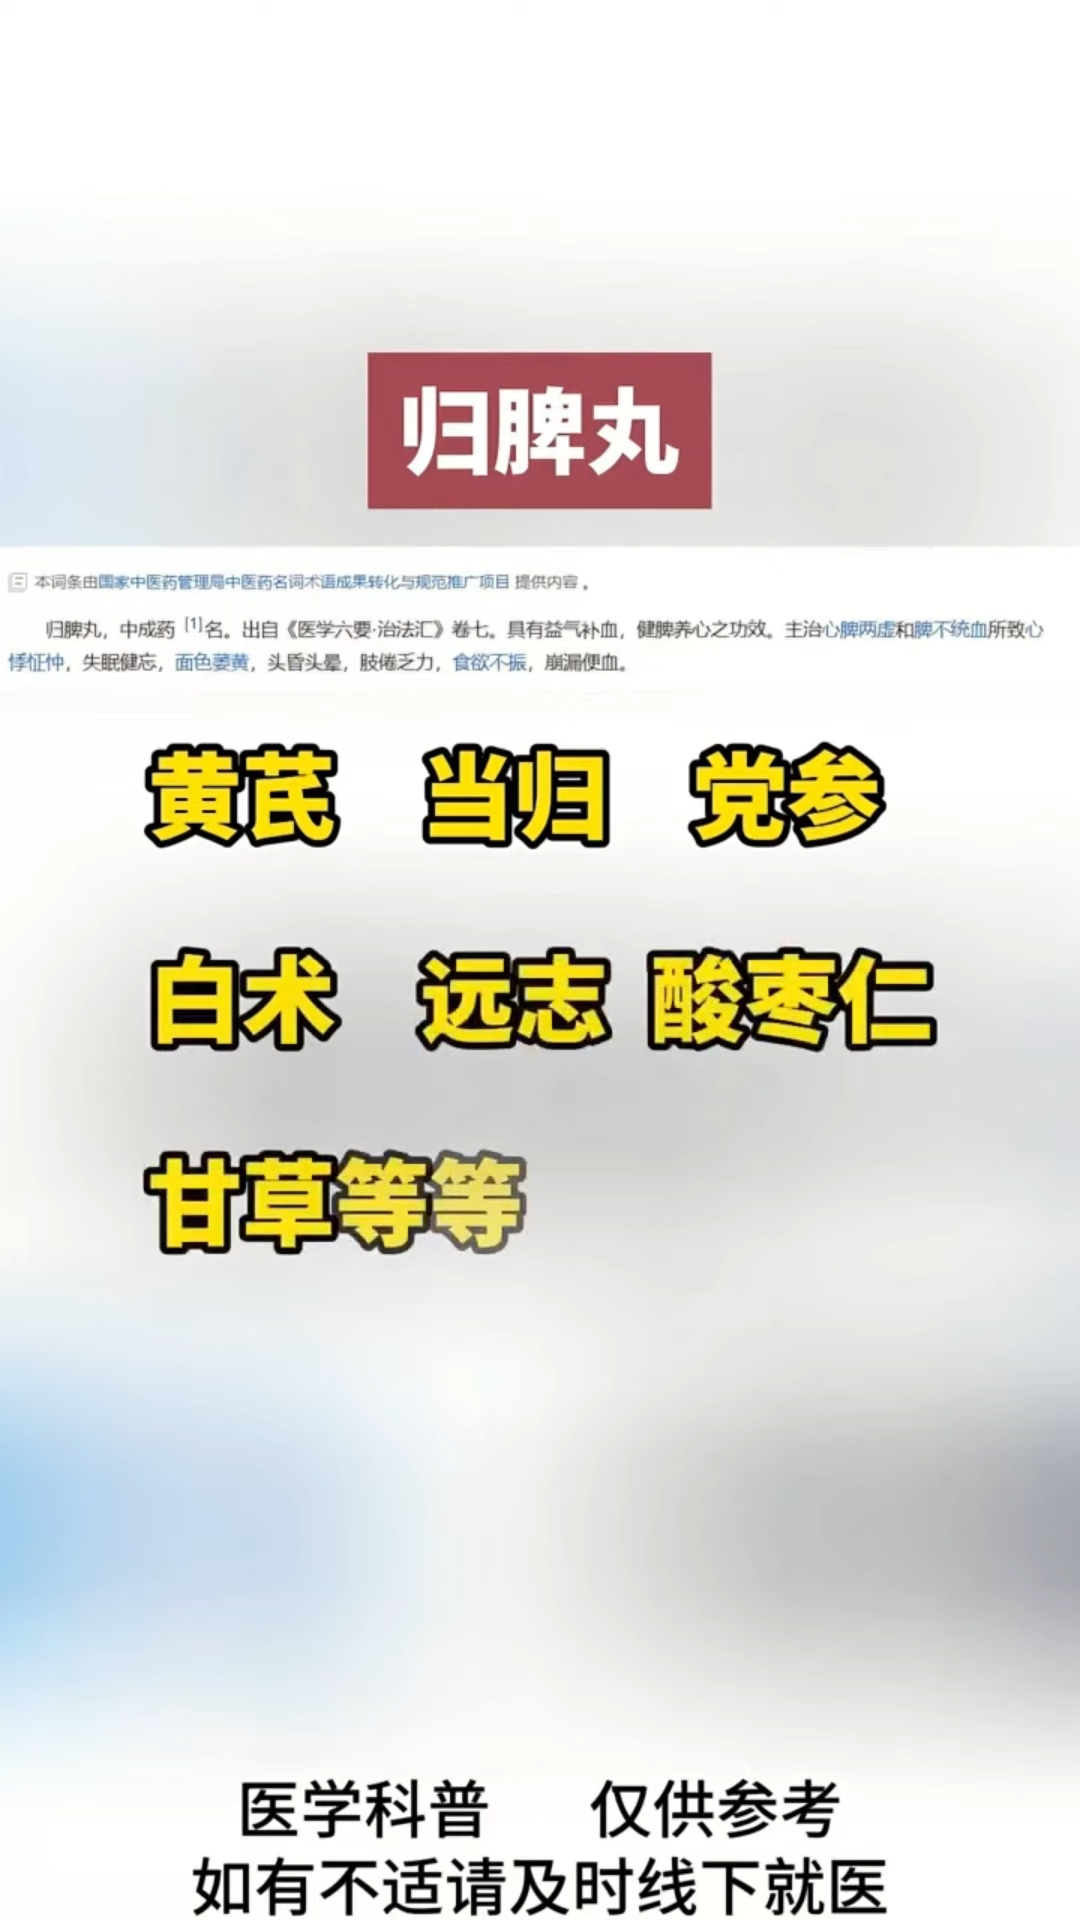 归脾丸
本词条由国家中医药管理局中医药名词术语成果转化与规范推广项目 提供内容 。
归脾丸，中成药 [1]名。出自《医学六要·治法汇》卷七。具有益气补血，健脾养心之功效。主治心脾两虚和脾不统血所致心
悸怔忡，失眠健忘，面色萎黄，头昏头晕，肢倦乏力，食欲不振，崩漏便血。
黄芪 当归 党参
白术 远志 酸枣仁
甘草等等
医学科普 仅供参考
如有不适请及时线下就医